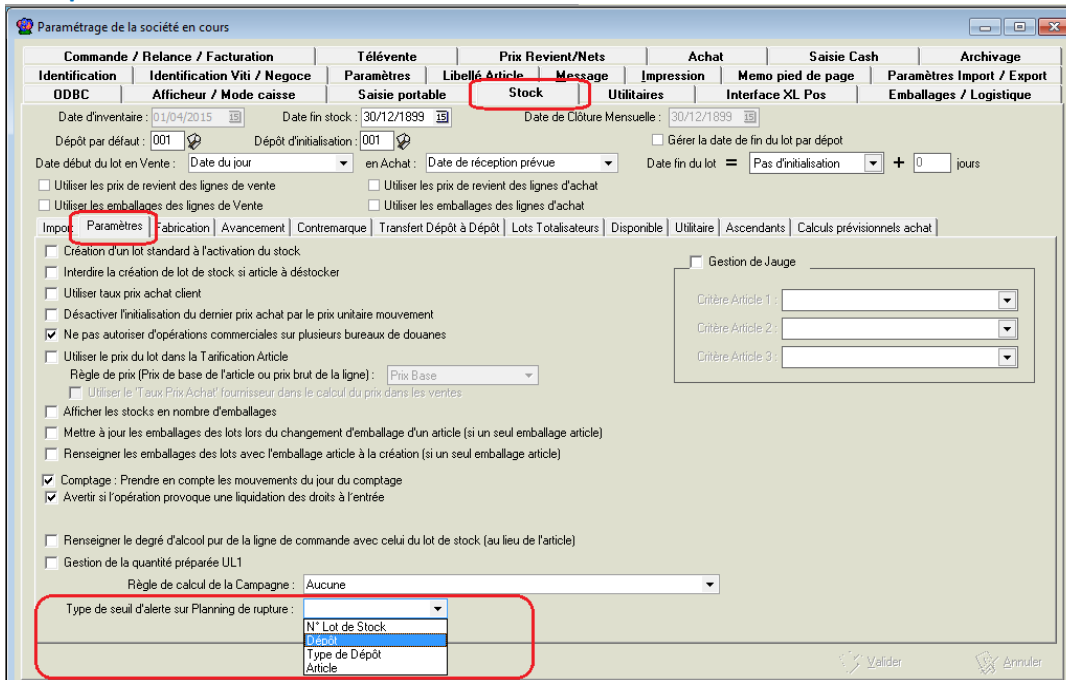 Paramétrage de la société en cours
Commande / Relance / Facturation Télévente Prix Revient/Nets Achat Saisie Cash Archivage
Identification Identification Viti / Negoce Paramètres Libellé Article Message Impression Memo pied de page Paramètres Import / Export
ODBC Afficheur / Mode caisse Saisie portable Stock Utilitaires Interface XL Pos Emballages / Logistique
Date d'inventaire : 01/04/2015 15 Date fin stock : 30/12/1899 15 Date de Clôture Mensuelle : 30/12/1899 15
Dépôt par défaut : 001 Dépôt d'initialisation : 001 Gérer la date de fin du lot par dépot
Date début du lot en Vente : Date du jour en Achat : Date de réception prévue Date fin du lot = Pas d'initialisation + 0 jours
Utiliser les prix de revient des lignes de vente Utiliser les prix de revient des lignes d'achat
Utiliser les emballages des lignes de Vente Utiliser les emballages des lignes d'achat
Impor Paramètres Fabrication Avancement Contremarque Transfert Dépôt à Dépôt Lots Totalisateurs Disponible Utilitaire Ascendants Calculs prévisionnels achat
Création d'un lot standard à l'activation du stock
Gestion de Jauge
Interdire la création de lot de stock si article à déstocker
Utiliser taux prix achat client
Critère Article 1 :
Désactiver l'initialisation du dernier prix achat par le prix unitaire mouvement
Ne pas autoriser d'opérations commerciales sur plusieurs bureaux de douanes
Critère Article 2 :
Utiliser le prix du lot dans la Tarification Article
Critère Article 3 :
Règle de prix (Prix de base de l'article ou prix brut de la ligne) : Prix Base
Utiliser le 'Taux Prix Achat' fournisseur dans le calcul du prix dans les ventes
Afficher les stocks en nombre d'emballages
Mettre à jour les emballages des lots lors du changement d'emballage d'un article (si un seul emballage article)
Renseigner les emballages des lots avec l'emballage article à la création (si un seul emballage article)
Comptage : Prendre en compte les mouvements du jour du comptage
Avertir si l'opération provoque une liquidation des droits à l'entrée
Renseigner le degré d'alcool pur de la ligne de commande avec celui du lot de stock (au lieu de l'article)
Gestion de la quantité préparée UL1
Règle de calcul de la Campagne : Aucune
Type de seuil d'alerte sur Planning de rupture :
N° Lot de Stock
Dépôt
Type de Dépôt
Article
Valider Annuler